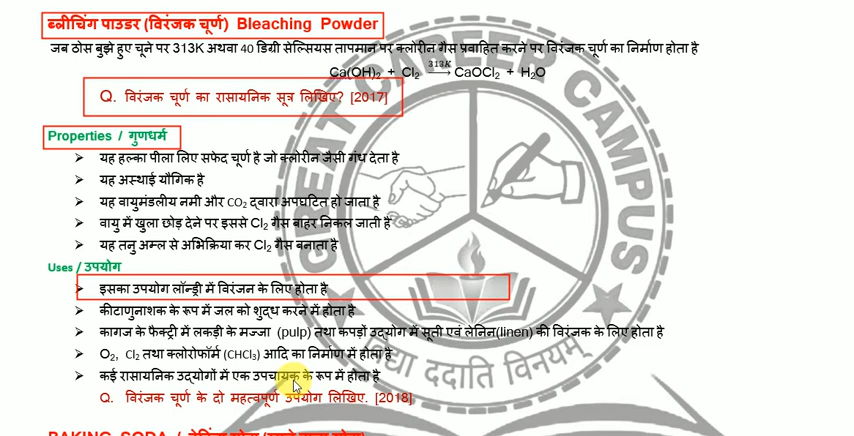 ब्लीचिंग पाउडर (विरंजक चूर्ण) Bleaching Powder
जब ठोस बुझे हुए चूने पर 313K अथवा 40 डिग्री सेल्सियस तापमान पर क्लोरीन गैस प्रवाहित करने पर विरंजक चूर्ण का निर्माण होता है
Ca(OH)₂ + Cl₂ —313K→ CaOCl₂ + H₂O
Q. विरंजक चूर्ण का रासायनिक सूत्र लिखिए? [2017]
Properties / गुणधर्म
➢ यह हल्का पीला लिए सफेद चूर्ण है जो क्लोरीन जैसी गंध देता है
➢ यह अस्थाई यौगिक है
➢ यह वायुमंडलीय नमी और CO₂ द्वारा अपघटित हो जाता है
➢ वायु में खुला छोड़ देने पर इससे Cl₂ गैस बाहर निकल जाती है
➢ यह तनु अम्ल से अभिक्रिया कर Cl₂ गैस बनाता है
Uses / उपयोग
➢ इसका उपयोग लॉन्ड्री में विरंजन के लिए होता है
➢ कीटाणुनाशक के रूप में जल को शुद्ध करने में होता है
➢ कागज के फैक्ट्री में लकड़ी के मज्जा (pulp) तथा कपड़ों उद्योग में सूती एवं लेनिन(linen) की विरंजक के लिए होता है
➢ O₂, Cl₂ तथा क्लोरोफॉर्म (CHCl₃) आदि का निर्माण में होता है
➢ कई रासायनिक उद्योगों में एक उपचायक के रूप में होता है
Q. विरंजक चूर्ण के दो महत्वपूर्ण उपयोग लिखिए. [2018]
BAKING SODA /
GREAT CAREER CAMPUS
विद्या ददाति विनयम्